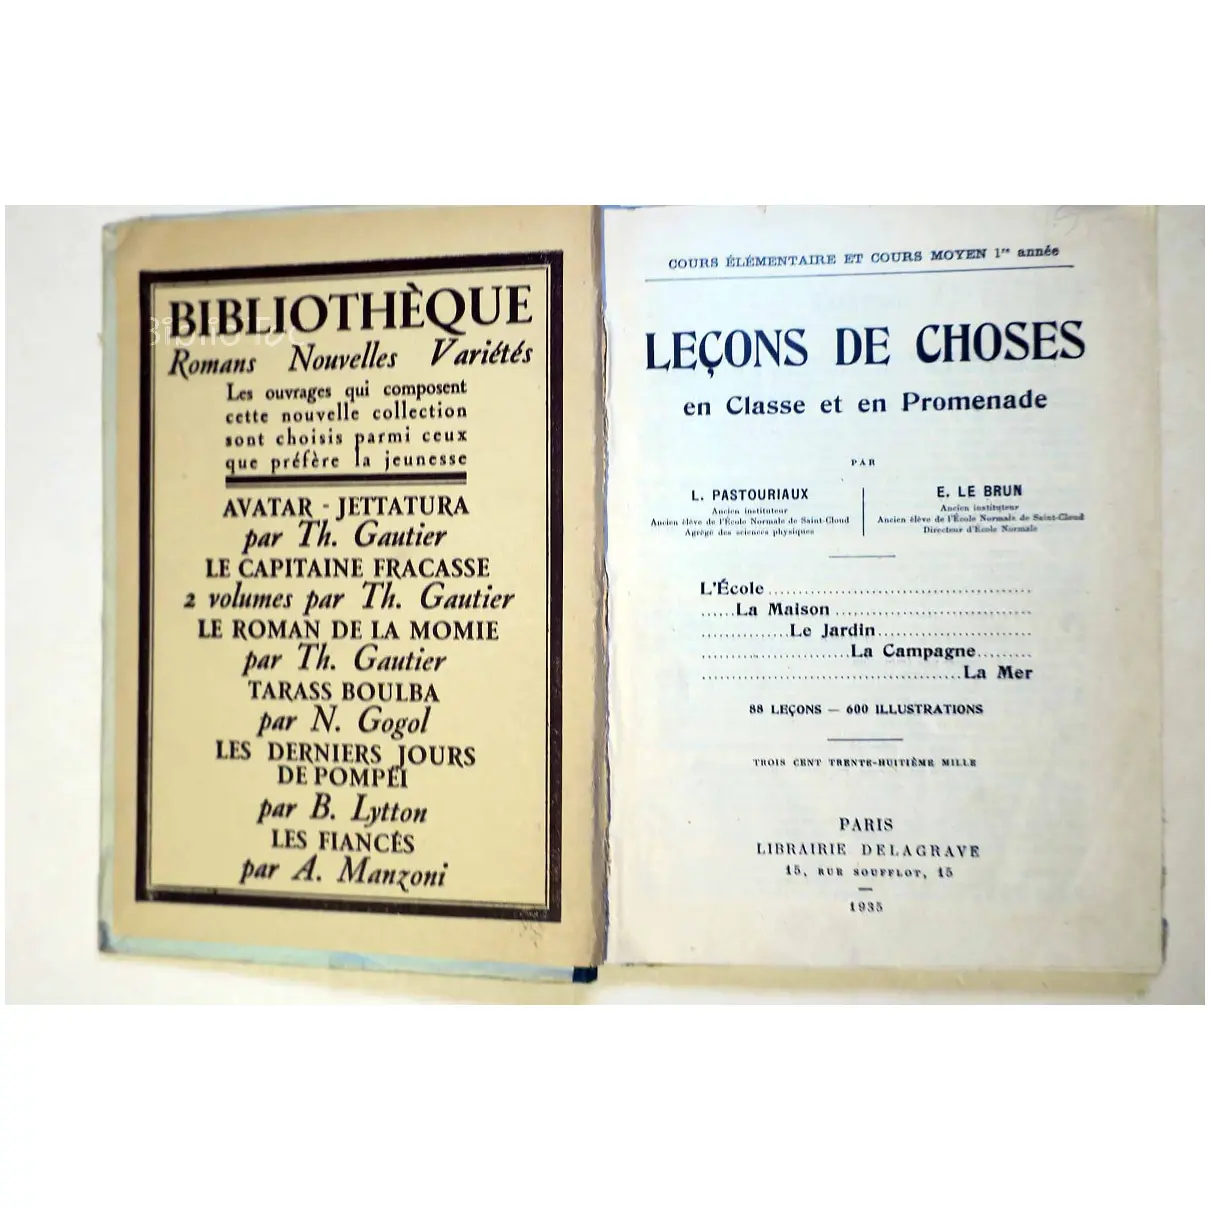 BIBLIOTHÈQUE
Romans Nouvelles Variétés
Les ouvrages qui composent
cette nouvelle collection
sont choisis parmi ceux
que préfère la jeunesse
AVATAR - JETTATURA
par Th. Gautier
LE CAPITAINE FRACASSE
2 volumes par Th. Gautier
LE ROMAN DE LA MOMIE
par Th. Gautier
TARASS BOULBA
par N. Gogol
LES DERNIERS JOURS
DE POMPÉI
par B. Lytton
LES FIANCÉS
par A. Manzoni
COURS ÉLÉMENTAIRE ET COURS MOYEN 1re année
LEÇONS DE CHOSES
en Classe et en Promenade
PAR
L. PASTOURIAUX
Ancien instituteur
Ancien élève de l'École Normale de Saint-Cloud
Agrégé des sciences physiques
E. LE BRUN
Ancien instituteur
Ancien élève de l'École Normale de Saint-Cloud
Directeur d'École Normale
L'École
La Maison
Le Jardin
La Campagne
La Mer
88 LEÇONS — 600 ILLUSTRATIONS
TROIS CENT TRENTE-HUITIÈME MILLE
PARIS
LIBRAIRIE DELAGRAVE
15, RUE SOUFFLOT, 15
1935